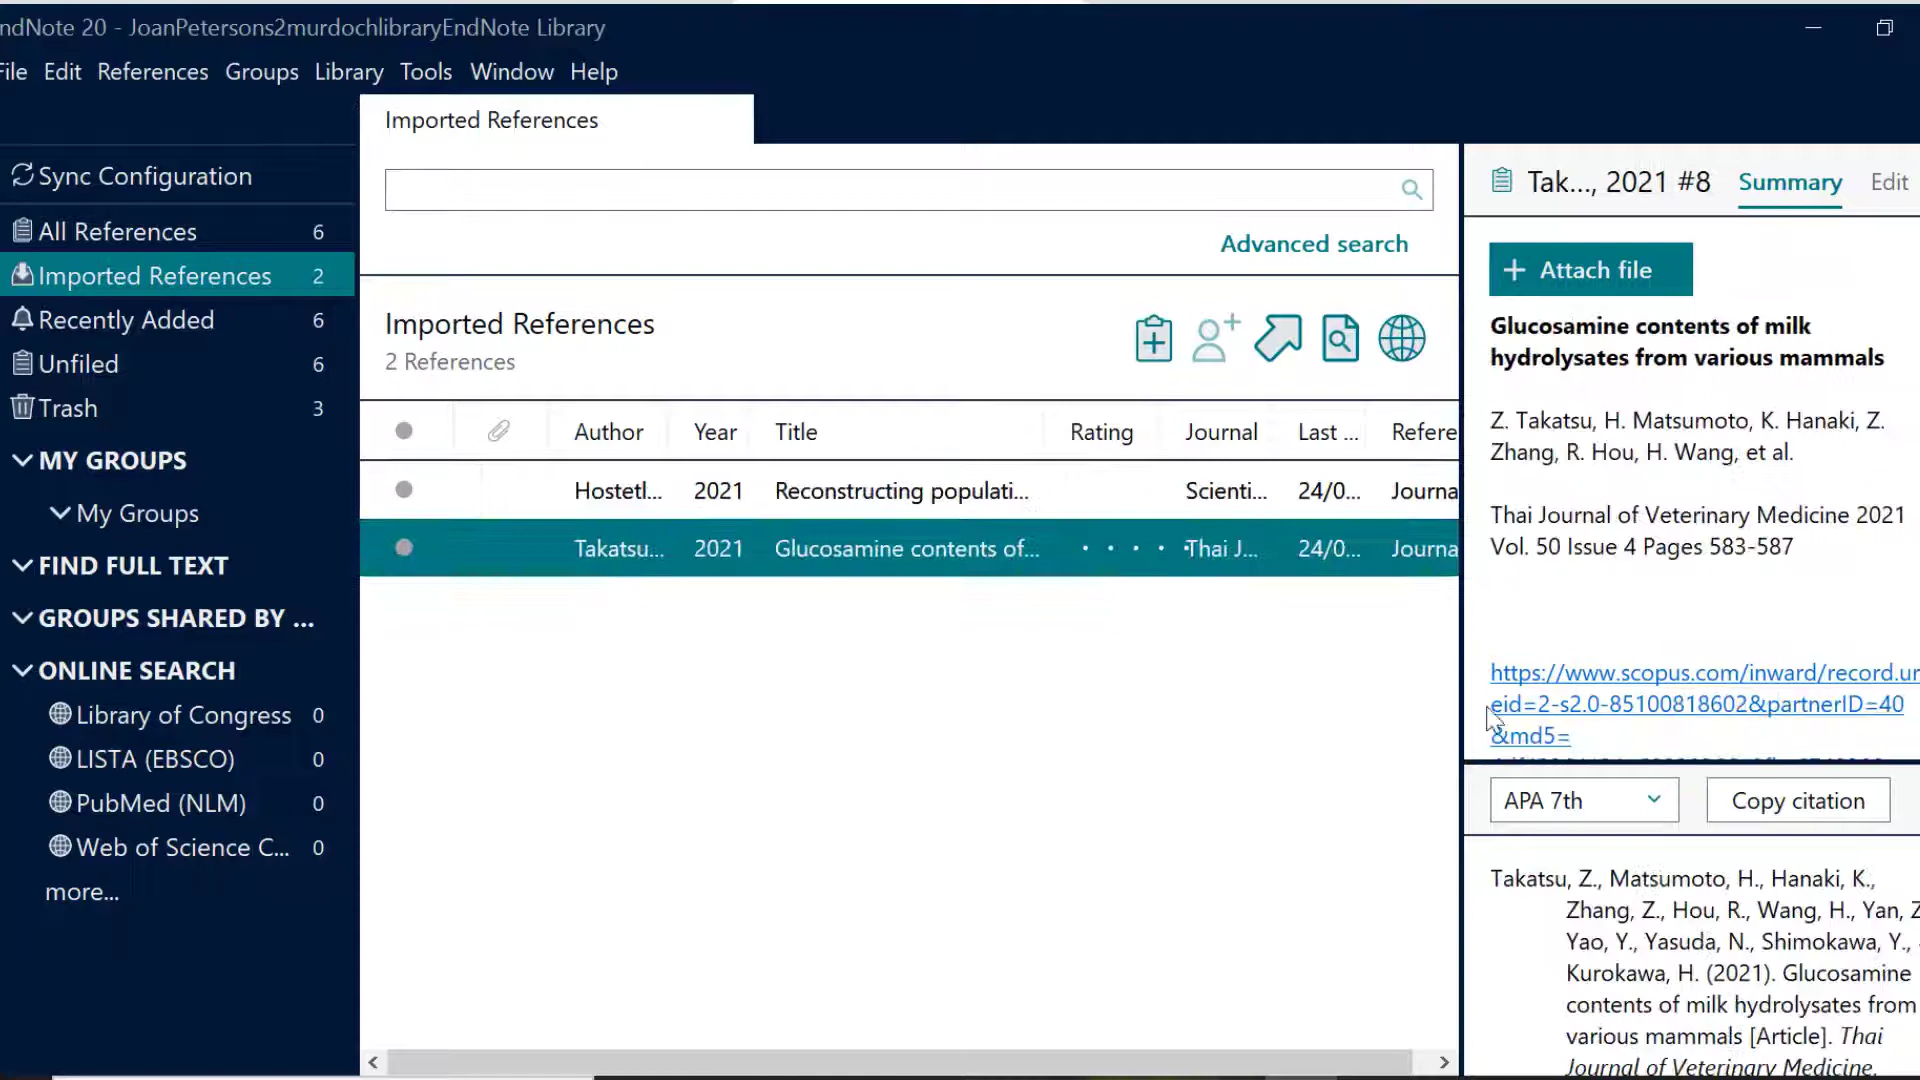 ndNote 20 - JoanPetersons2murdochlibraryEndNote Library
File Edit References Groups Library Tools Window Help
Imported References
Sync Configuration
All References 6
Imported References 2
Recently Added 6
Unfiled 6
Trash 3
MY GROUPS
My Groups
FIND FULL TEXT
GROUPS SHARED BY ...
ONLINE SEARCH
Library of Congress 0
LISTA (EBSCO) 0
PubMed (NLM) 0
Web of Science C... 0
more...
Advanced search
Imported References
2 References
Author Year Title Rating Journal Last ... Refere
Hostetl... 2021 Reconstructing populati... Scienti... 24/0... Journa
Takatsu... 2021 Glucosamine contents of... Thai J... 24/0... Journa
Tak..., 2021 #8 Summary Edit
+ Attach file
Glucosamine contents of milk
hydrolysates from various mammals
Z. Takatsu, H. Matsumoto, K. Hanaki, Z.
Zhang, R. Hou, H. Wang, et al.
Thai Journal of Veterinary Medicine 2021
Vol. 50 Issue 4 Pages 583-587
https://www.scopus.com/inward/record.ur
eid=2-s2.0-85100818602&partnerID=40
&md5=
APA 7th Copy citation
Takatsu, Z., Matsumoto, H., Hanaki, K.,
Zhang, Z., Hou, R., Wang, H., Yan, Z
Yao, Y., Yasuda, N., Shimokawa, Y.,
Kurokawa, H. (2021). Glucosamine
contents of milk hydrolysates from
various mammals [Article]. Thai
Journal of Veterinary Medicine,